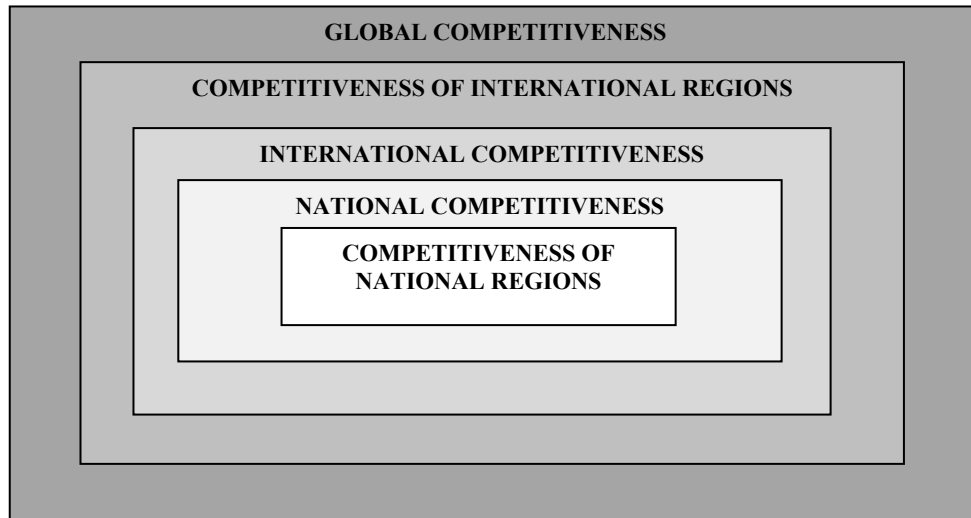 GLOBAL COMPETITIVENESS
COMPETITIVENESS OF INTERNATIONAL REGIONS
INTERNATIONAL COMPETITIVENESS
NATIONAL COMPETITIVENESS
COMPETITIVENESS OF
NATIONAL REGIONS